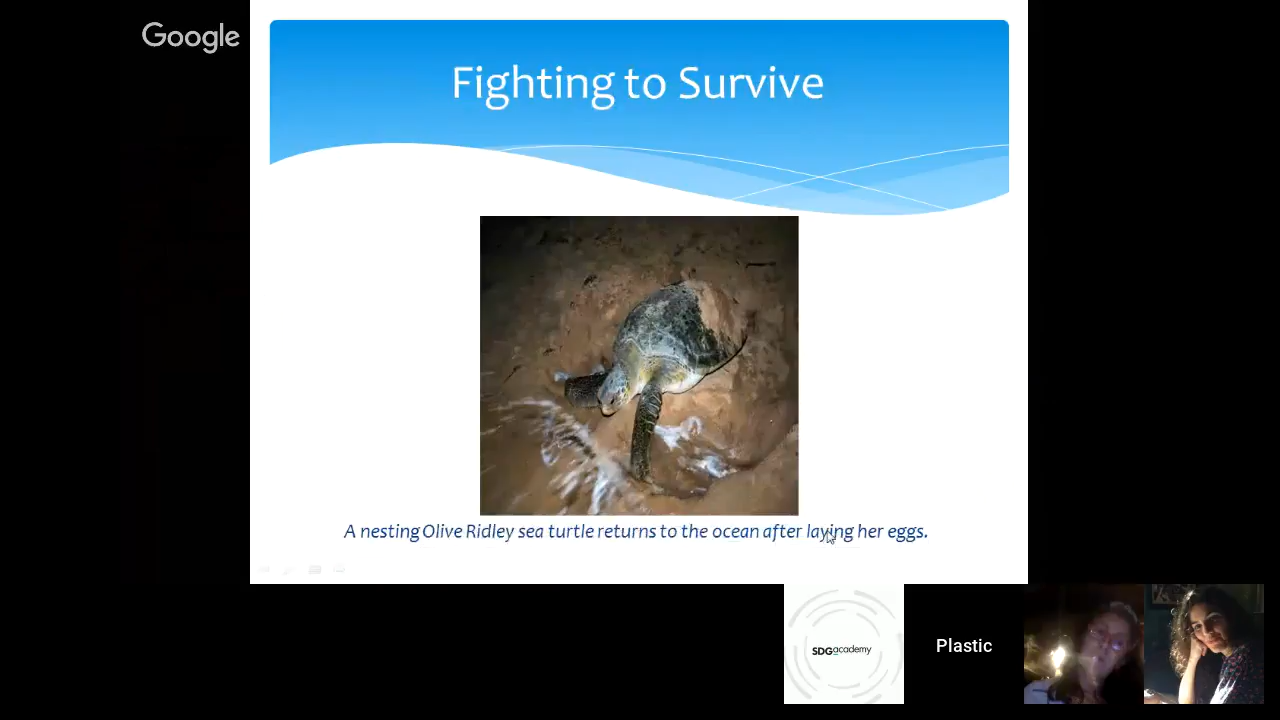 Google
Fighting to Survive
A nesting Olive Ridley sea turtle returns to the ocean after laying her eggs.
SDGacademy
Plastic